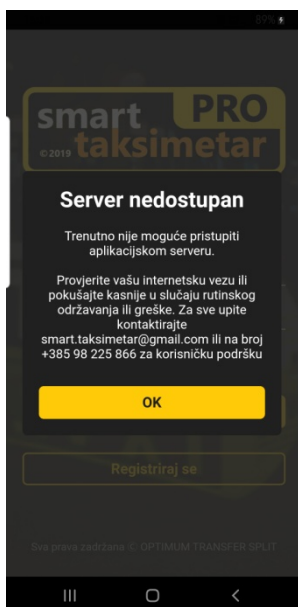 89%
smart PRO
©2019 taksimetar
Server nedostupan
Trenutno nije moguće pristupiti
aplikacijskom serveru.
Provjerite vašu internetsku vezu ili
pokušajte kasnije u slučaju rutinskog
održavanja ili greške. Za sve upite
kontaktirajte
smart.taksimetar@gmail.com ili na broj
+385 98 225 866 za korisničku podršku
OK
Registriraj se
Sva prava zadržana © OPTIMUM TRANSFER SPLIT